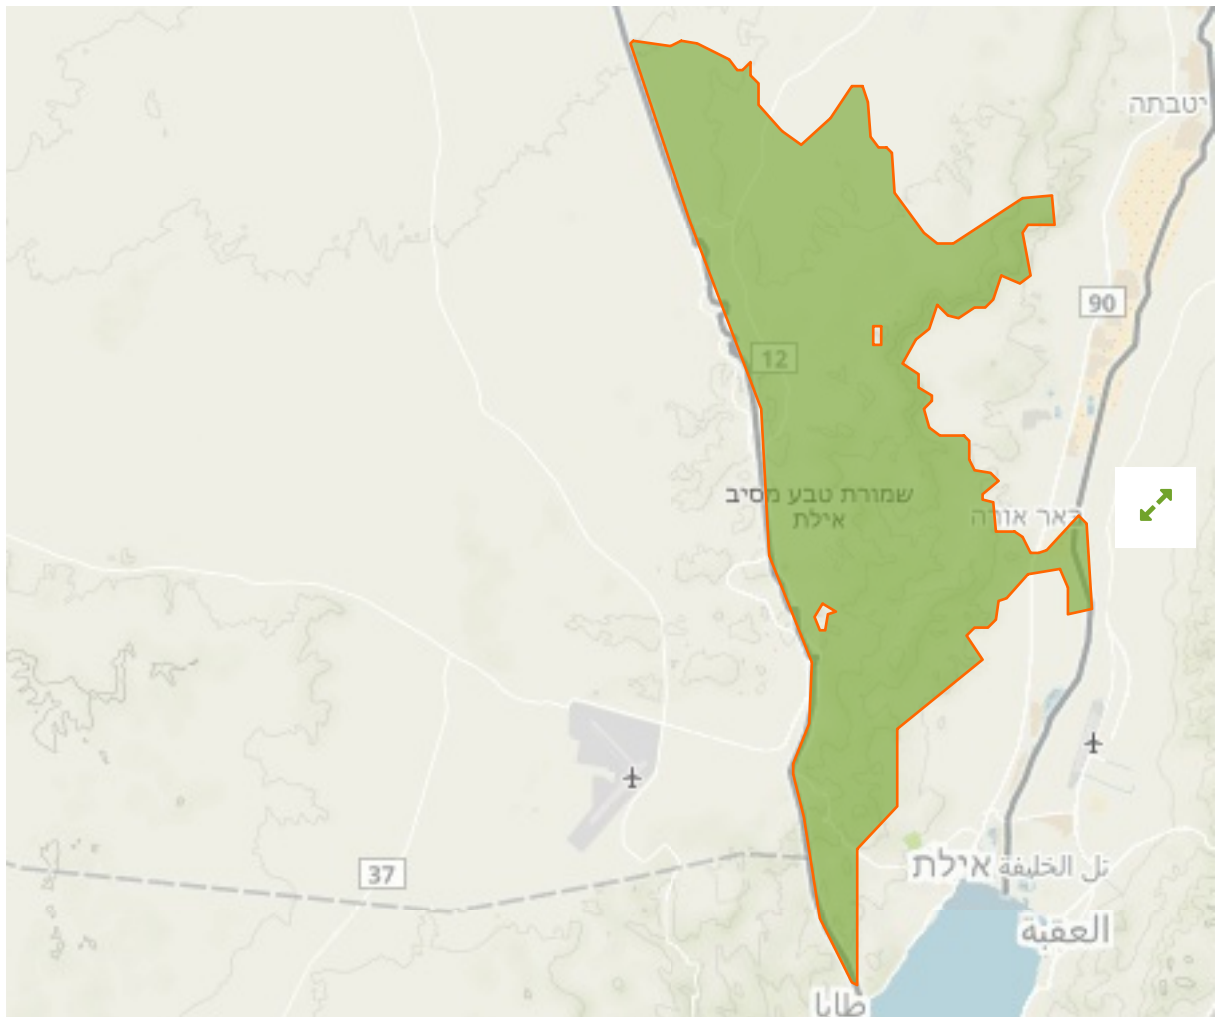 יטבתה
90
12
שמורת טבע מסיב
אילת
באר אורה
37
אילת
تل الخليفة
العقبة
طابا